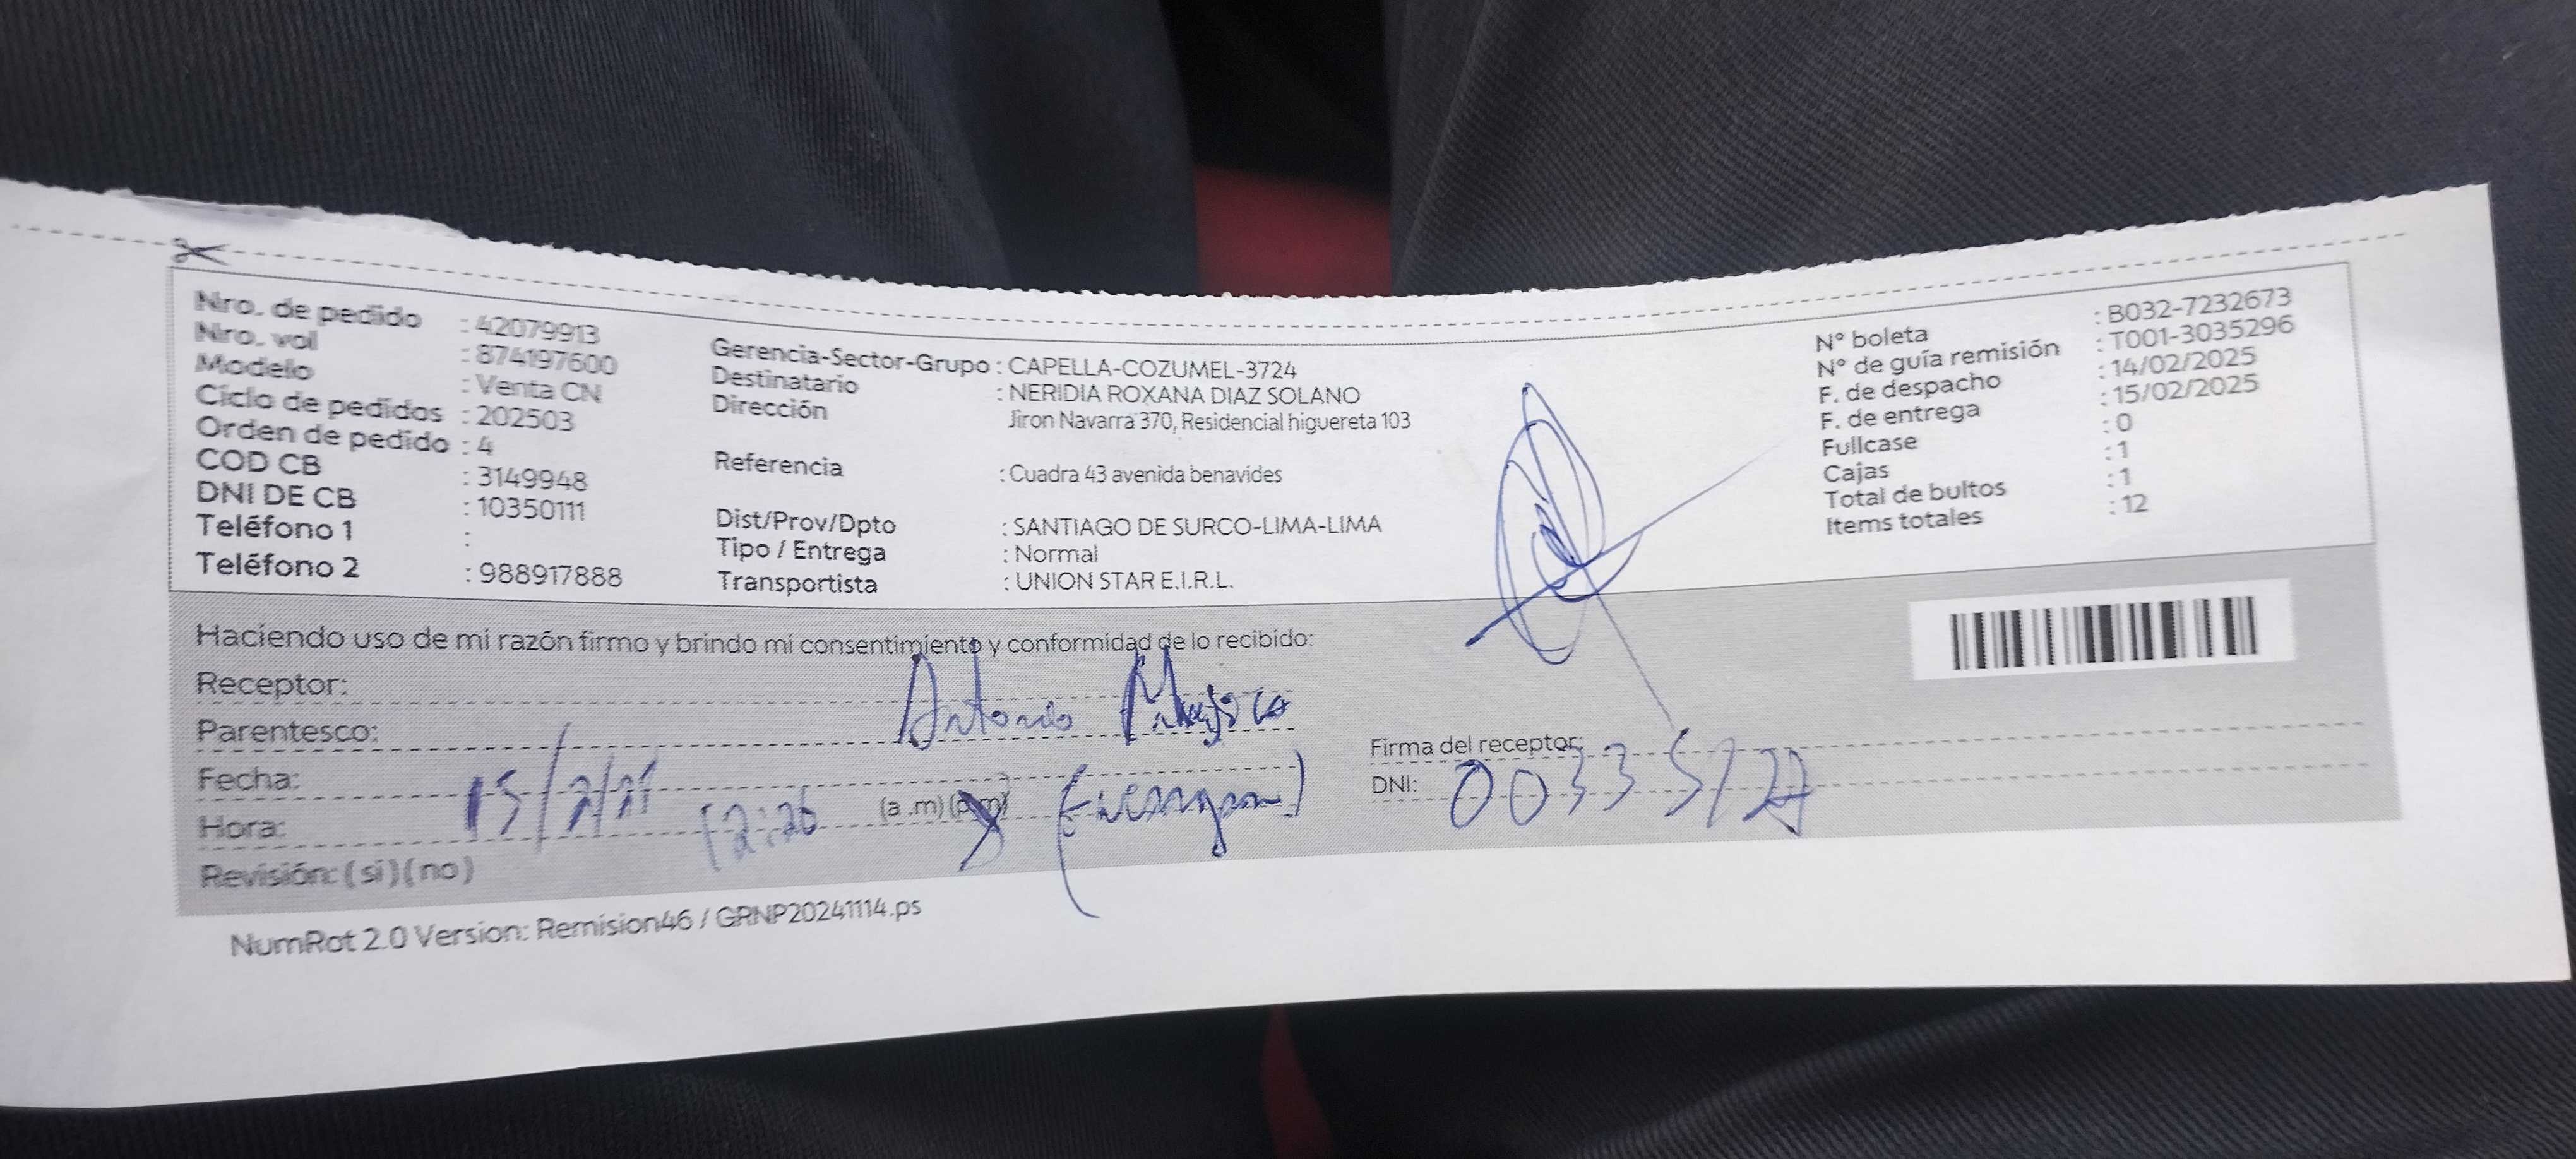 Nro. de pedido : 42079913
Nro. vol : 874197600
Modelo : Venta CN
Ciclo de pedidos : 202503
Orden de pedido : 4
COD CB : 3149948
DNI DE CB : 10350111
Teléfono 1 :
Teléfono 2 : 988917888
Gerencia-Sector-Grupo : CAPELLA-COZUMEL-3724
Destinatario : NERIDIA ROXANA DIAZ SOLANO
Dirección Jiron Navarra 370, Residencial higuereta 103
Referencia : Cuadra 43 avenida benavides
Dist/Prov/Dpto : SANTIAGO DE SURCO-LIMA-LIMA
Tipo / Entrega : Normal
Transportista : UNION STAR E.I.R.L.
N° boleta : B032-7232673
N° de guía remisión : T001-3035296
F. de despacho : 14/02/2025
F. de entrega : 15/02/2025
Fullcase : 0
Cajas : 1
Total de bultos : 1
Items totales : 12
Haciendo uso de mi razón firmo y brindo mi consentimiento y conformidad de lo recibido:
Receptor: Antonio
Parentesco:
Fecha: 15/2/25
Hora: 12:26 (a .m) (p.m)
Revisión: (si) (no)
Firma del receptor:
DNI:
NumRot 2.0 Version: Remision46 / GRNP20241114.ps